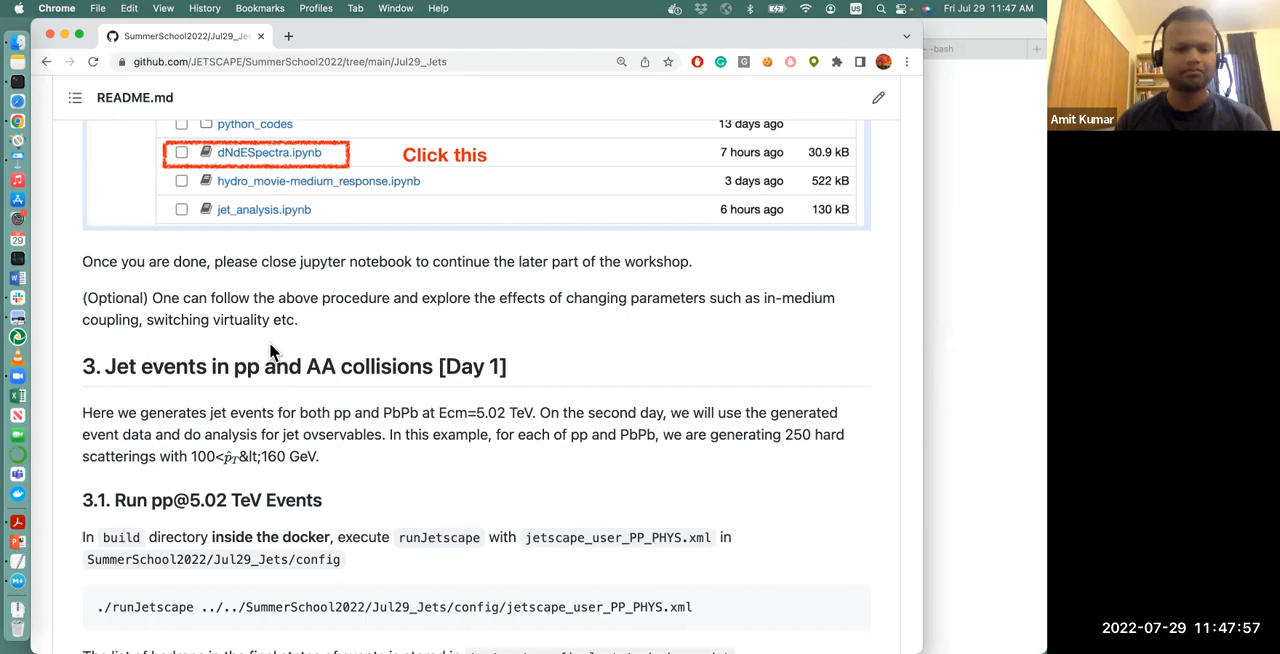 Chrome File Edit View History Bookmarks Profiles Tab Window Help
US Fri Jul 29 11:47 AM
SummerSchool2022/Jul29_Je
-bash
github.com/JETSCAPE/SummerSchool2022/tree/main/Jul29_Jets
README.md
python_codes 13 days ago
dNdESpectra.ipynb Click this 7 hours ago 30.9 kB
hydro_movie-medium_response.ipynb 3 days ago 522 kB
jet_analysis.ipynb 6 hours ago 130 kB
Once you are done, please close jupyter notebook to continue the later part of the workshop.
(Optional) One can follow the above procedure and explore the effects of changing parameters such as in-medium
coupling, switching virtuality etc.
3. Jet events in pp and AA collisions [Day 1]
Here we generates jet events for both pp and PbPb at Ecm=5.02 TeV. On the second day, we will use the generated
event data and do analysis for jet ovservables. In this example, for each of pp and PbPb, we are generating 250 hard
scatterings with 100<p̂T&lt;160 GeV.
3.1. Run pp@5.02 TeV Events
In build directory inside the docker, execute runJetscape with jetscape_user_PP_PHYS.xml in
SummerSchool2022/Jul29_Jets/config
./runJetscape ../../SummerSchool2022/Jul29_Jets/config/jetscape_user_PP_PHYS.xml
Amit Kumar
2022-07-29 11:47:57